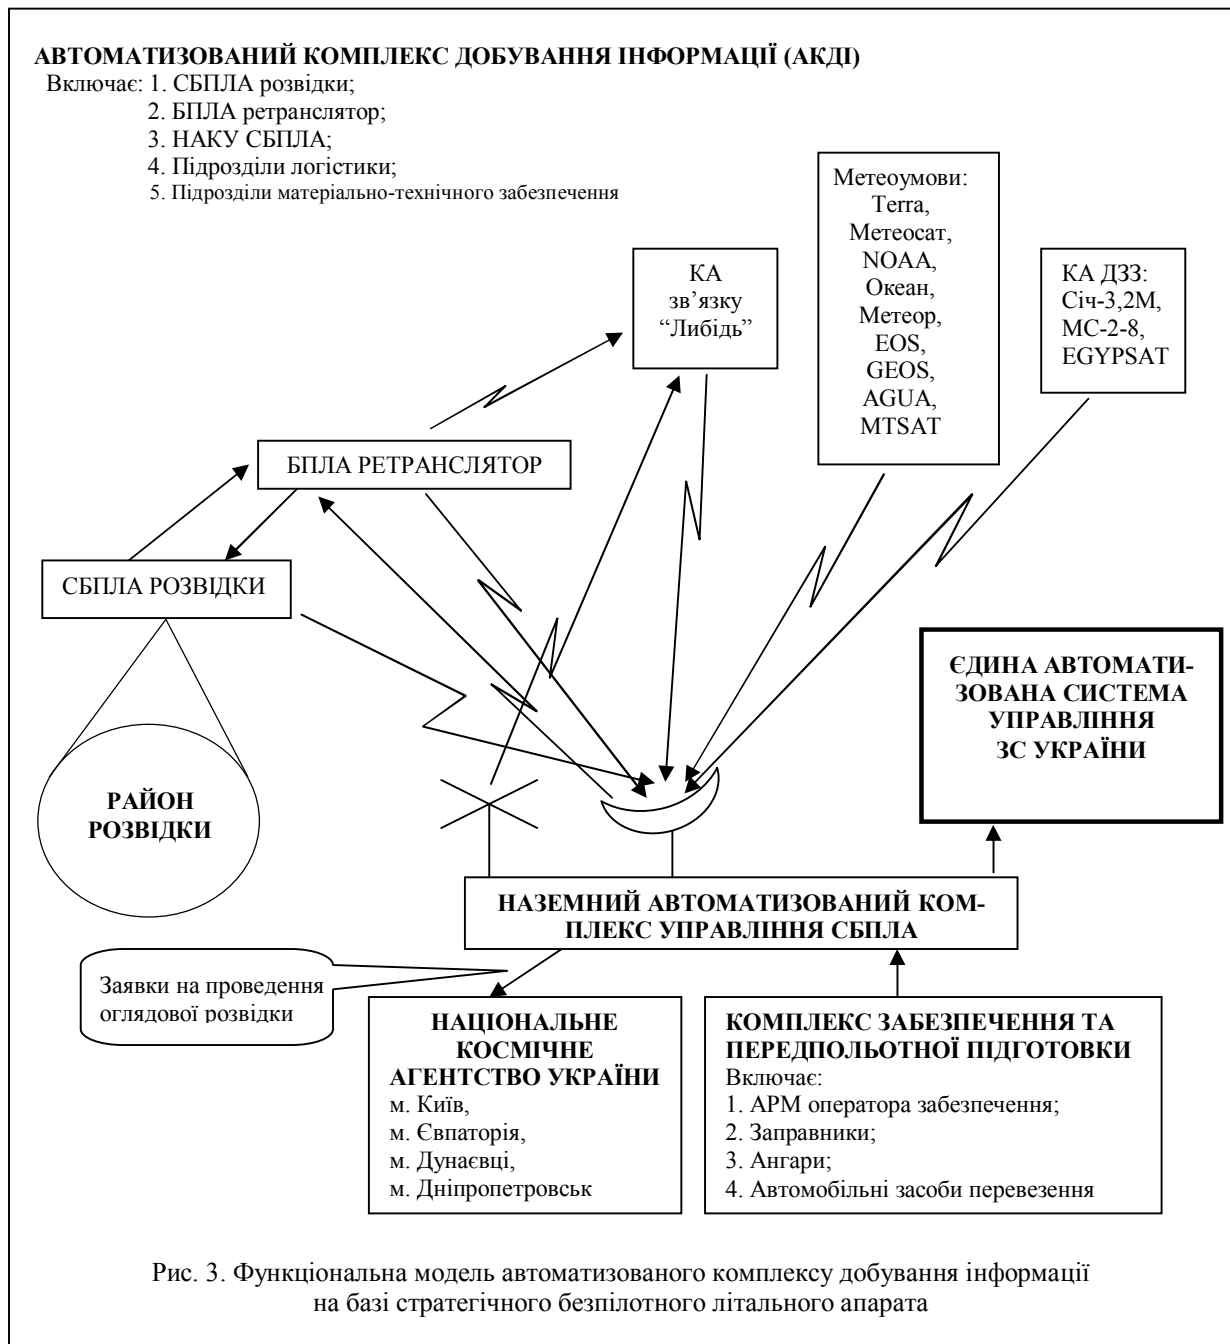 АВТОМАТИЗОВАНИЙ КОМПЛЕКС ДОБУВАННЯ ІНФОРМАЦІЇ (АКДІ)
Включає: 1. СБПЛА розвідки;
2. БПЛА ретранслятор;
3. НАКУ СБПЛА;
4. Підрозділи логістики;
5. Підрозділи матеріально-технічного забезпечення
Метеоумови:
Terra,
Метеосат,
NOAA,
Океан,
Метеор,
EOS,
GEOS,
AGUA,
MTSAT
КА
зв’язку
“Либідь”
КА ДЗЗ:
Січ-3,2М,
МС-2-8,
EGYPSAT
БПЛА РЕТРАНСЛЯТОР
СБПЛА РОЗВІДКИ
РАЙОН
РОЗВІДКИ
ЄДИНА АВТОМАТИ-
ЗОВАНА СИСТЕМА
УПРАВЛІННЯ
ЗС УКРАЇНИ
НАЗЕМНИЙ АВТОМАТИЗОВАНИЙ КОМ-
ПЛЕКС УПРАВЛІННЯ СБПЛА
Заявки на проведення
оглядової розвідки
НАЦІОНАЛЬНЕ
КОСМІЧНЕ
АГЕНТСТВО УКРАЇНИ
м. Київ,
м. Євпаторія,
м. Дунаєвці,
м. Дніпропетровськ
КОМПЛЕКС ЗАБЕЗПЕЧЕННЯ ТА
ПЕРЕДПОЛЬОТНОЇ ПІДГОТОВКИ
Включає:
1. АРМ оператора забезпечення;
2. Заправники;
3. Ангари;
4. Автомобільні засоби перевезення
Рис. 3. Функціональна модель автоматизованого комплексу добування інформації
на базі стратегічного безпілотного літального апарата